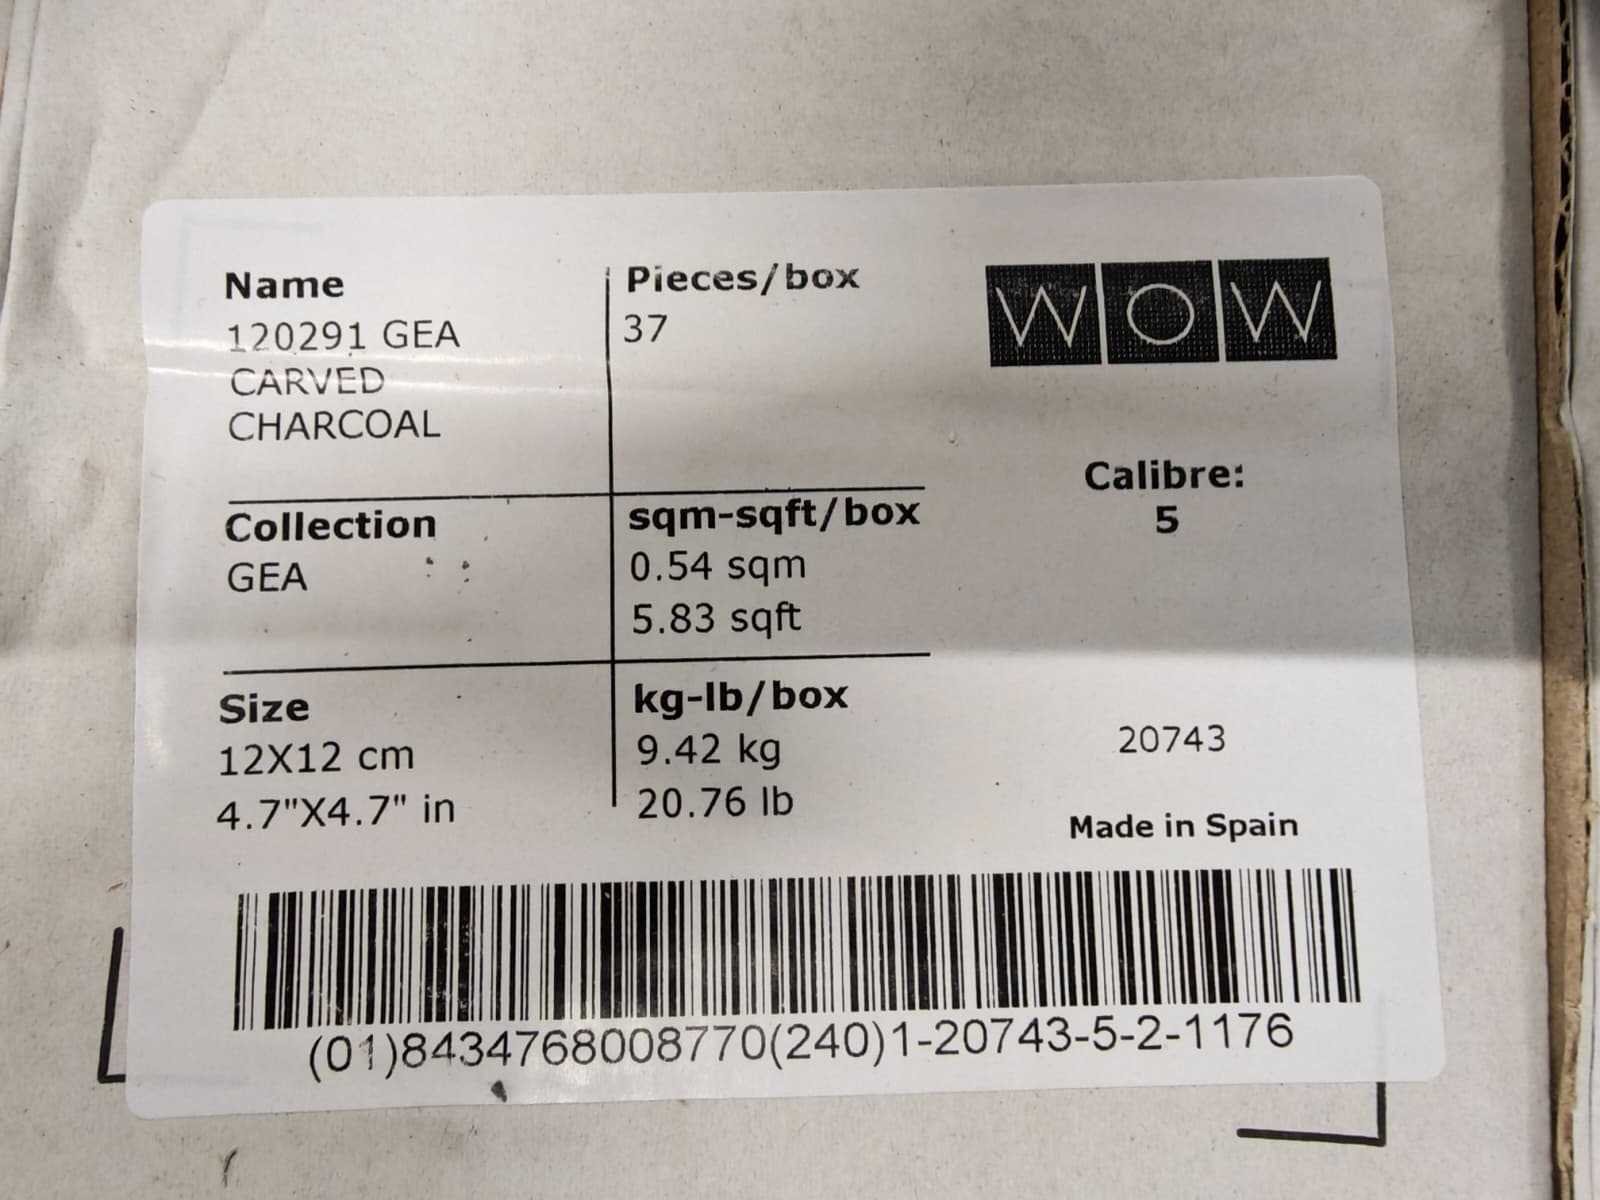 Name
120291 GEA
CARVED
CHARCOAL
Pieces/box
37
WOW
Collection
GEA
sqm-sqft/box
0.54 sqm
5.83 sqft
Calibre:
5
Size
12X12 cm
4.7"X4.7" in
kg-lb/box
9.42 kg
20.76 lb
20743
Made in Spain
(01)8434768008770(240)1-20743-5-2-1176